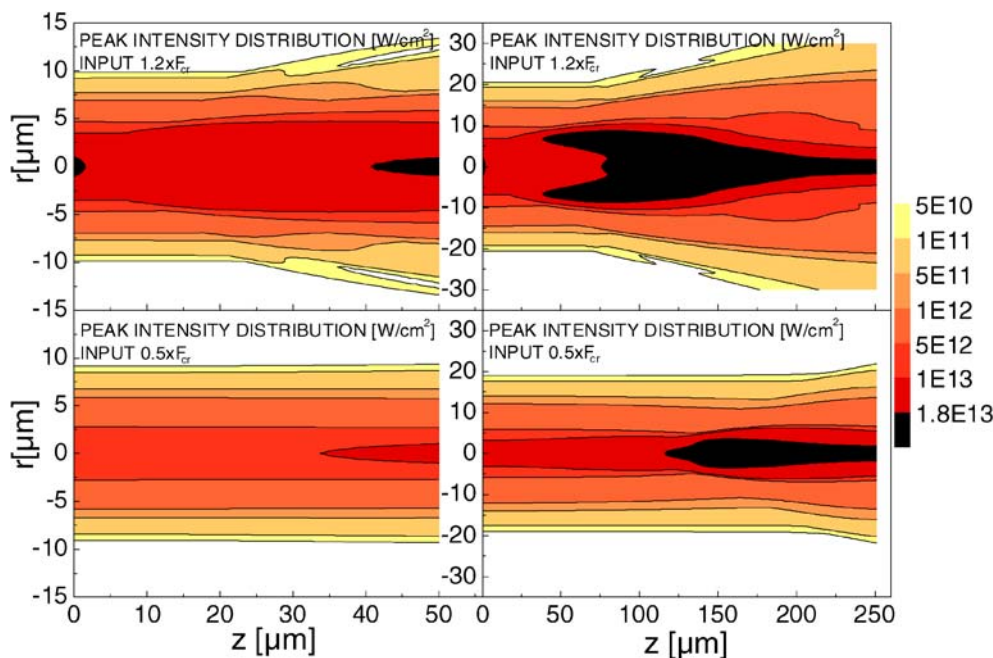 PEAK INTENSITY DISTRIBUTION [W/cm²]
INPUT 1.2xFcr
PEAK INTENSITY DISTRIBUTION [W/cm²]
INPUT 1.2xFcr
15
10
5
0
-5
-10
-15
r[µm]
30
20
10
0
-10
-20
-30
PEAK INTENSITY DISTRIBUTION [W/cm²]
INPUT 0.5xFcr
PEAK INTENSITY DISTRIBUTION [W/cm²]
INPUT 0.5xFcr
10
5
0
-5
-10
-15
r[µm]
30
20
10
0
-10
-20
-30
0 10 20 30 40 50
z [µm]
0 50 100 150 200 250
z [µm]
5E10
1E11
5E11
1E12
5E12
1E13
1.8E13